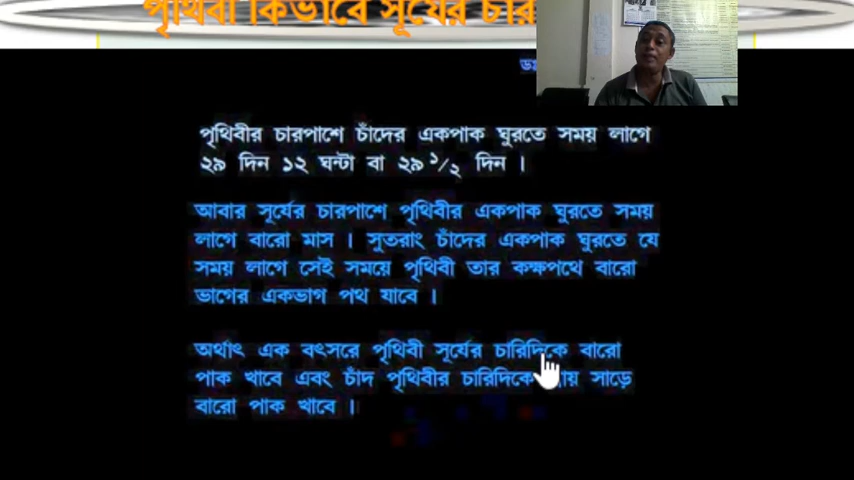 পৃথিবী কিভাবে সূর্যের চার
পৃথিবীর চারপাশে চাঁদের একপাক ঘুরতে সময় লাগে
২৯ দিন ১২ ঘন্টা বা ২৯ ১/২ দিন ।
আবার সূর্যের চারপাশে পৃথিবীর একপাক ঘুরতে সময়
লাগে বারো মাস । সুতরাং চাঁদের একপাক ঘুরতে যে
সময় লাগে সেই সময়ে পৃথিবী তার কক্ষপথে বারো
ভাগের একভাগ পথ যাবে ।
অর্থাৎ এক বৎসরে পৃথিবী সূর্যের চারিদিকে বারো
পাক খাবে এবং চাঁদ পৃথিবীর চারিদিকে সাড়ে
বারো পাক খাবে ।